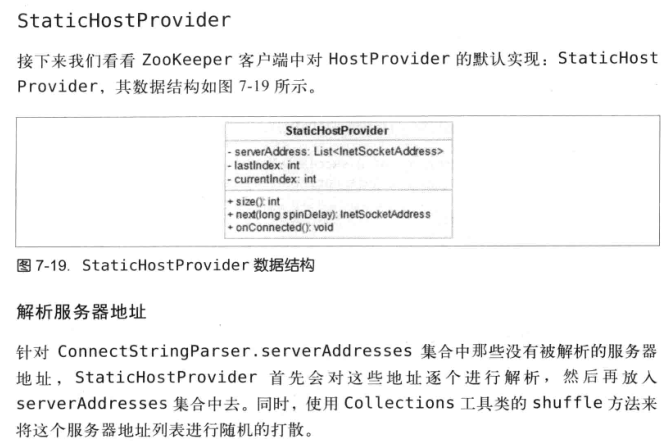 StaticHostProvider
接下来我们看看 ZooKeeper 客户端中对 HostProvider 的默认实现：StaticHost
Provider，其数据结构如图 7-19 所示。
StaticHostProvider
- serverAddress: List<InetSocketAddress>
- lastIndex: int
- currentIndex: int
+ size(): int
+ next(long spinDelay): InetSocketAddress
+ onConnected(): void
图 7-19. StaticHostProvider 数据结构
解析服务器地址
针对 ConnectStringParser.serverAddresses 集合中那些没有被解析的服务器
地址，StaticHostProvider 首先会对这些地址逐个进行解析，然后再放入
serverAddresses 集合中去。同时，使用 Collections 工具类的 shuffle 方法来
将这个服务器地址列表进行随机的打散。